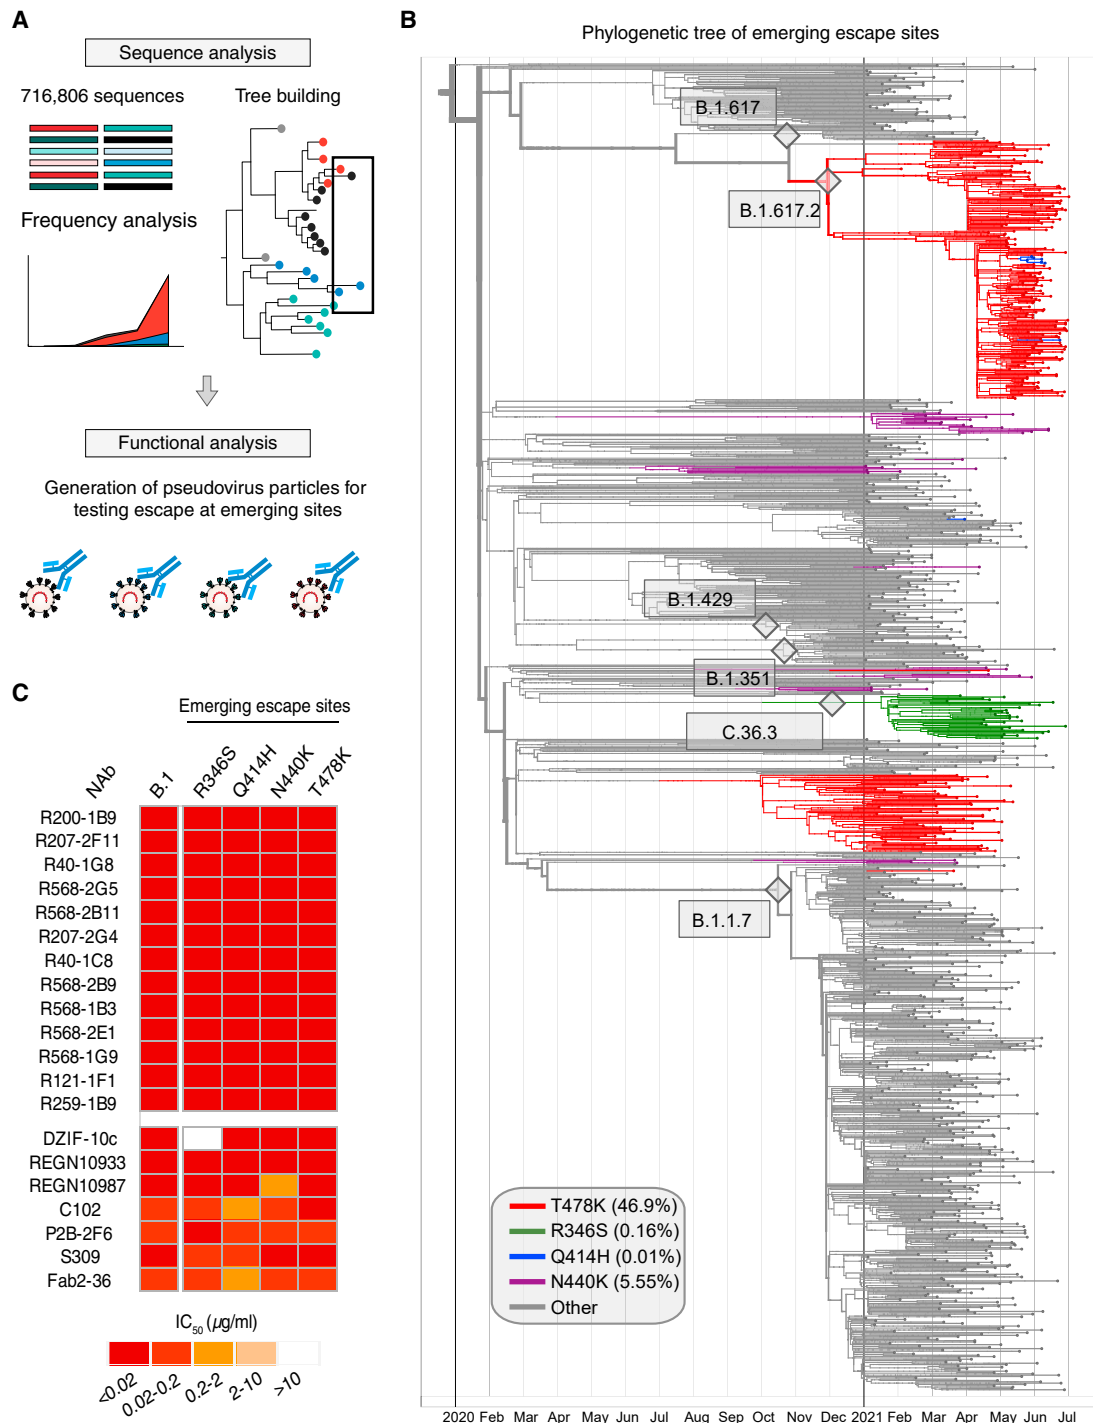 A
Sequence analysis
716,806 sequences
Tree building
Frequency analysis
Functional analysis
Generation of pseudovirus particles for
testing escape at emerging sites
B
Phylogenetic tree of emerging escape sites
B.1.617
B.1.617.2
B.1.429
B.1.351
C.36.3
B.1.1.7
T478K (46.9%)
R346S (0.16%)
Q414H (0.01%)
N440K (5.55%)
Other
2020 Feb Mar Apr May Jun Jul Aug Sep Oct Nov Dec 2021 Feb Mar Apr May Jun Jul
C
Emerging escape sites
NAb B.1 R346S Q414H N440K T478K
R200-1B9
R207-2F11
R40-1G8
R568-2G5
R568-2B11
R207-2G4
R40-1C8
R568-2B9
R568-1B3
R568-2E1
R568-1G9
R121-1F1
R259-1B9
DZIF-10c
REGN10933
REGN10987
C102
P2B-2F6
S309
Fab2-36
IC50 (µg/ml)
<0.02 0.02-0.2 0.2-2 2-10 >10